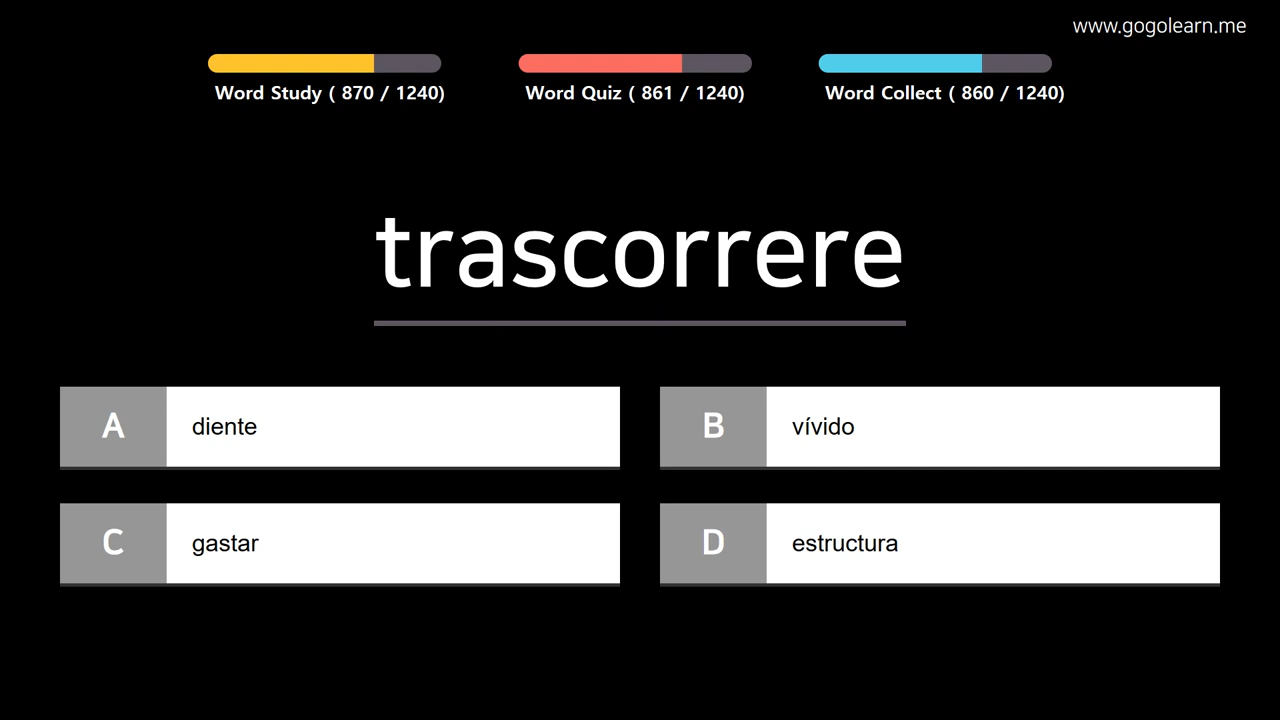 www.gogolearn.me
Word Study ( 870 / 1240)
Word Quiz ( 861 / 1240)
Word Collect ( 860 / 1240)
trascorrere
A diente
B vívido
C gastar
D estructura